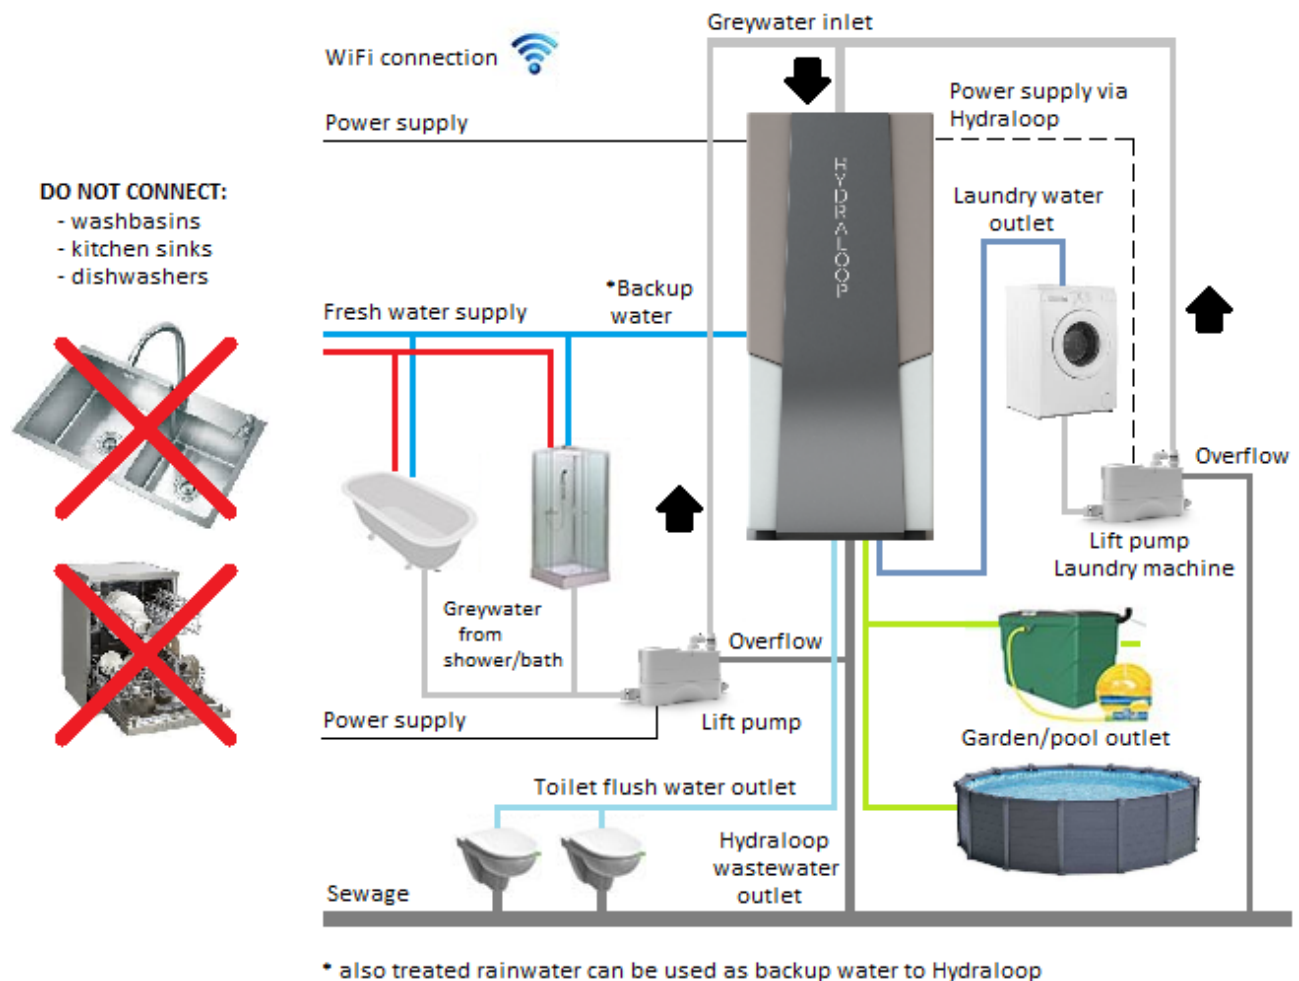 Greywater inlet
WiFi connection
Power supply via
Hydraloop
Power supply
HYDRALOOP
DO NOT CONNECT:
- washbasins
- kitchen sinks
- dishwashers
Laundry water
outlet
*Backup
water
Fresh water supply
Overflow
Lift pump
Laundry machine
Greywater
from
shower/bath
Overflow
Power supply
Lift pump
Garden/pool outlet
Toilet flush water outlet
Hydraloop
wastewater
outlet
Sewage
* also treated rainwater can be used as backup water to Hydraloop